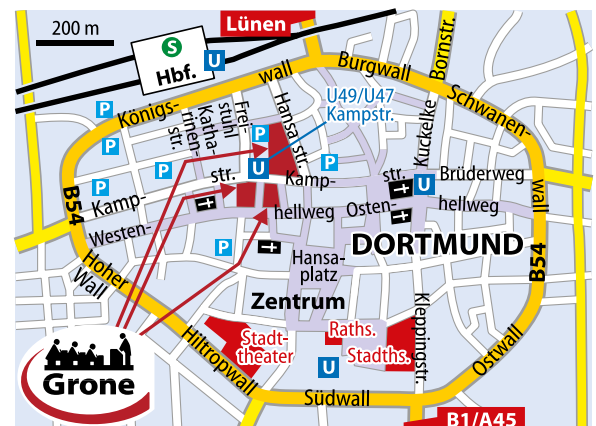 Lünen
200 m
S
Hbf.
U
Burgwall
Bornstr.
wall
Königs-
Schwanen-
wall
P
P
P
P
P
P
P
Katha-
rinen-
str.
Frei-
stuhl
Hansastr.
U49/U47
Kampstr.
Kuckelke
str.
U
Kamp-
str.
Kamp-
str.
U
Brüderweg
Westen-
hellweg
Osten-
hellweg
B54
DORTMUND
B54
Hansa-
platz
Hoher
Wall
Zentrum
Hiltropwall
Stadt-
theater
Raths.
Stadths.
Kleppingstr.
Ostwall
U
Südwall
Grone
B1/A45